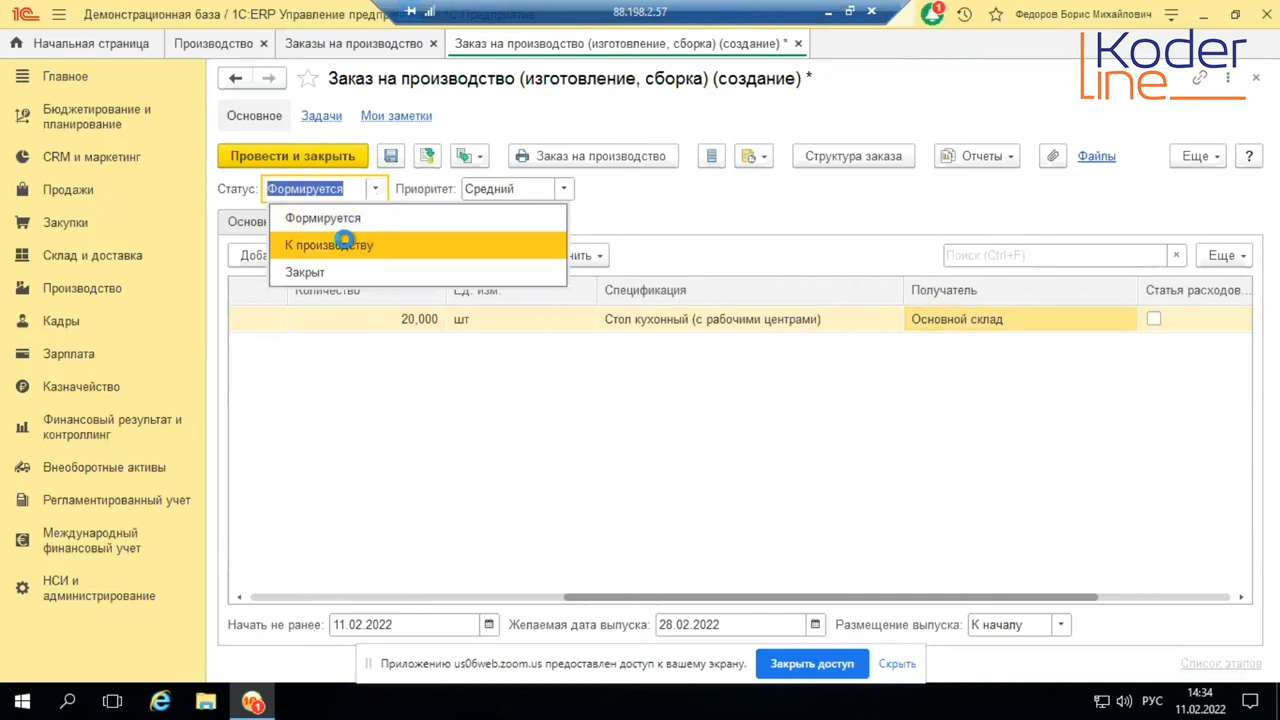 Демонстрационная база / 1С:ERP Управление предпр
88.198.2.57
1С:Предприятие
1
Федоров Борис Михайлович
Начальная страница
Производство
Заказы на производство
Заказ на производство (изготовление, сборка) (создание) *
Koder
line
Главное
Бюджетирование и
планирование
CRM и маркетинг
Продажи
Закупки
Склад и доставка
Производство
Кадры
Зарплата
Казначейство
Финансовый результат и
контроллинг
Внеоборотные активы
Регламентированный учет
Международный
финансовый учет
НСИ и
администрирование
Заказ на производство (изготовление, сборка) (создание) *
Основное
Задачи
Мои заметки
Провести и закрыть
Заказ на производство
Структура заказа
Отчеты
Файлы
Еще
?
Статус:
Формируется
Приоритет:
Средний
Формируется
К производству
Закрыт
Поиск (Ctrl+F)
Еще
Количество
Ед. изм.
Спецификация
Получатель
Статья расходов...
20,000
шт
Стол кухонный (с рабочими центрами)
Основной склад
Начать не ранее:
11.02.2022
Желаемая дата выпуска:
28.02.2022
Размещение выпуска:
К началу
Приложению us06web.zoom.us предоставлен доступ к вашему экрану.
Закрыть доступ
Скрыть
Список этапов
РУС
14:34
11.02.2022